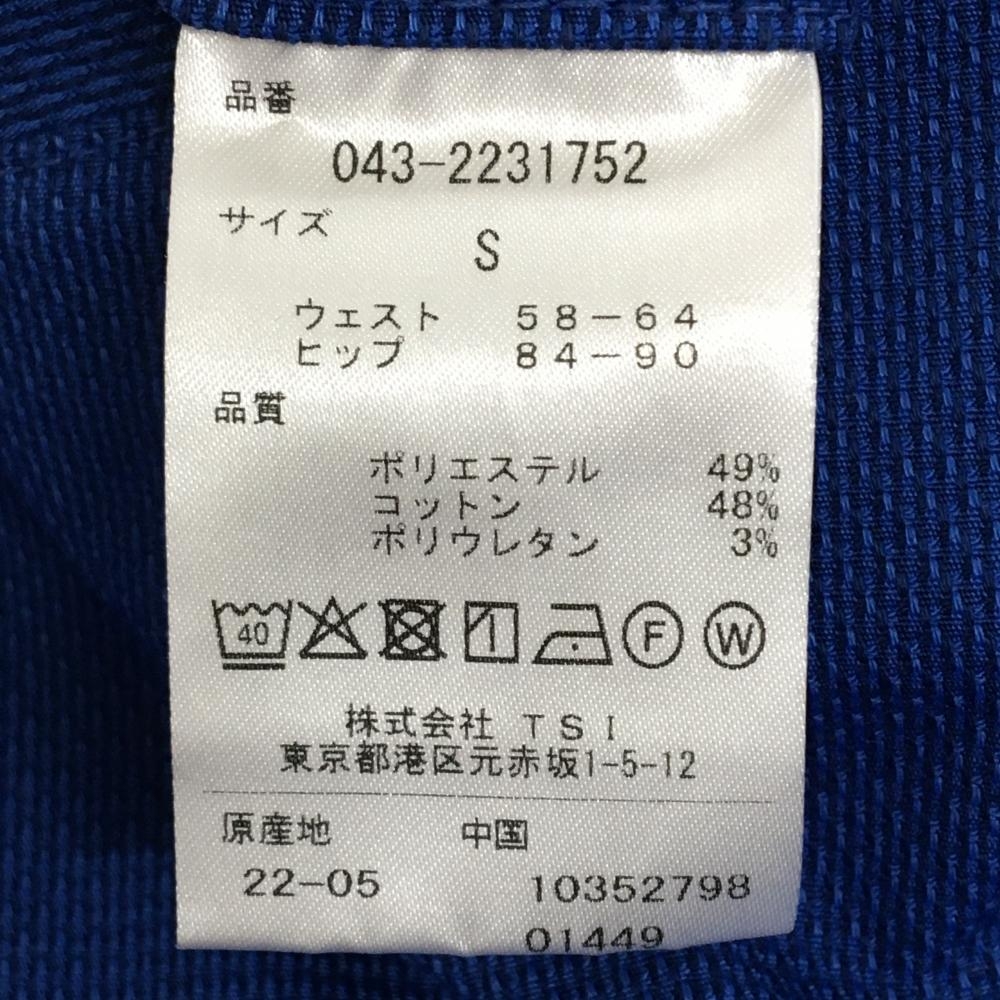 品番
043-2231752
サイズ
S
ウェスト 58-64
ヒップ 84-90
品質
ポリエステル 49%
コットン 48%
ポリウレタン 3%
40 F W
株式会社 TSI
東京都港区元赤坂1-5-12
原産地 中国
22-05 10352798
01449